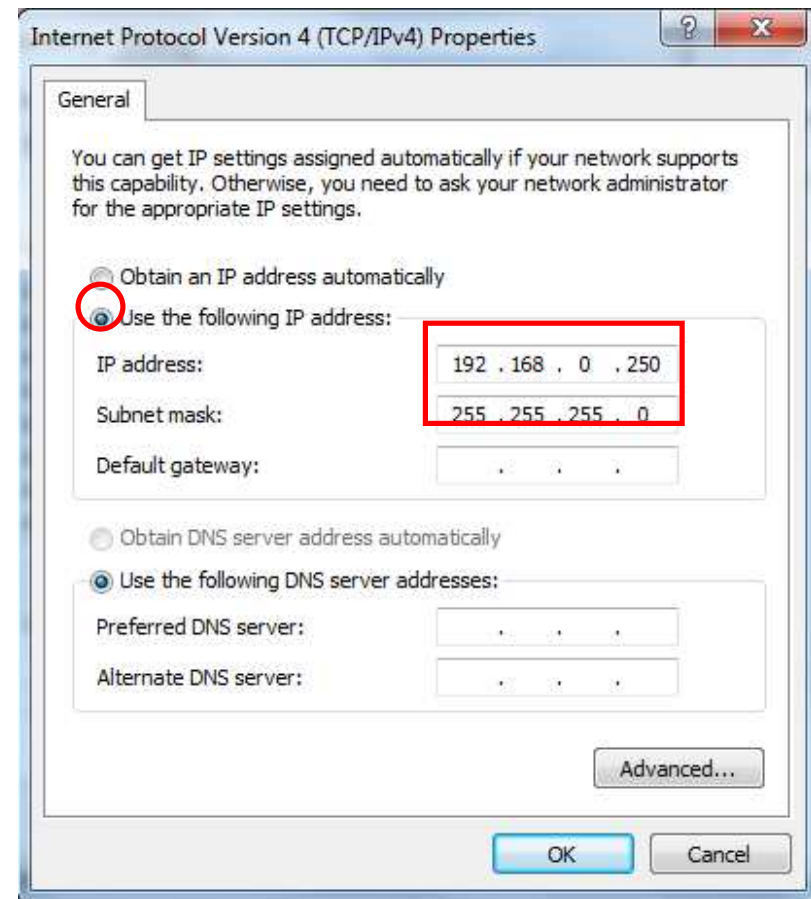 Internet Protocol Version 4 (TCP/IPv4) Properties
General
You can get IP settings assigned automatically if your network supports
this capability. Otherwise, you need to ask your network administrator
for the appropriate IP settings.
Obtain an IP address automatically
Use the following IP address:
IP address: 192 . 168 . 0 . 250
Subnet mask: 255 . 255 . 255 . 0
Default gateway: . . .
Obtain DNS server address automatically
Use the following DNS server addresses:
Preferred DNS server: . . .
Alternate DNS server: . . .
Advanced...
OK Cancel